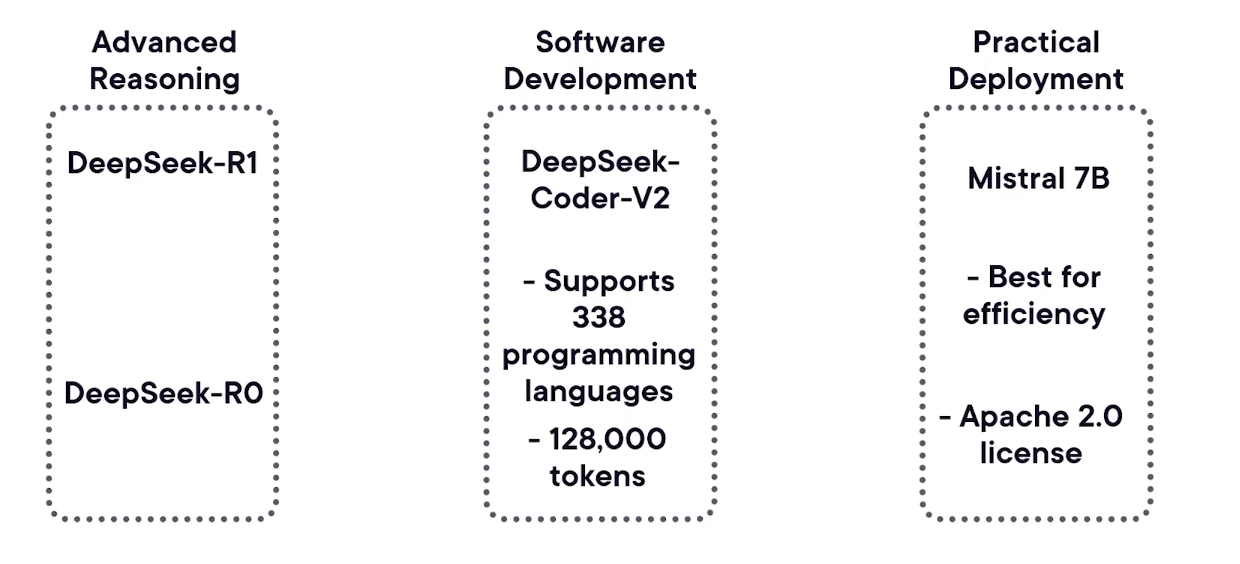 Advanced
Reasoning
DeepSeek-R1
DeepSeek-R0
Software
Development
DeepSeek-
Coder-V2
- Supports
338
programming
languages
- 128,000
tokens
Practical
Deployment
Mistral 7B
- Best for
efficiency
- Apache 2.0
license